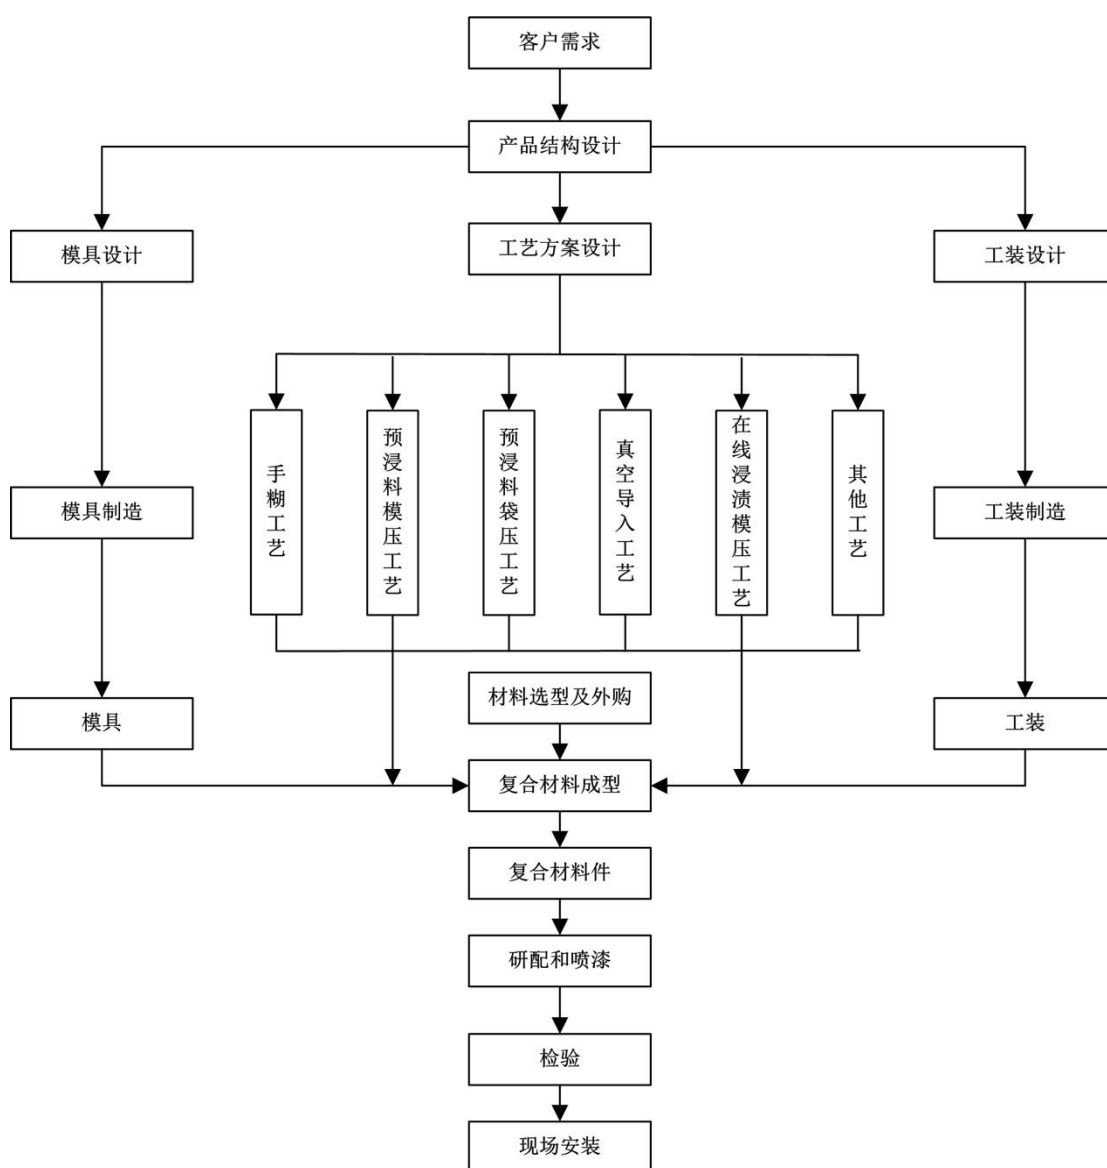 客户需求
产品结构设计
模具设计
工艺方案设计
工装设计
手糊工艺
预浸料模压工艺
预浸料袋压工艺
真空导入工艺
在线浸渍模压工艺
其他工艺
模具制造
工装制造
材料选型及外购
模具
工装
复合材料成型
复合材料件
研配和喷漆
检验
现场安装